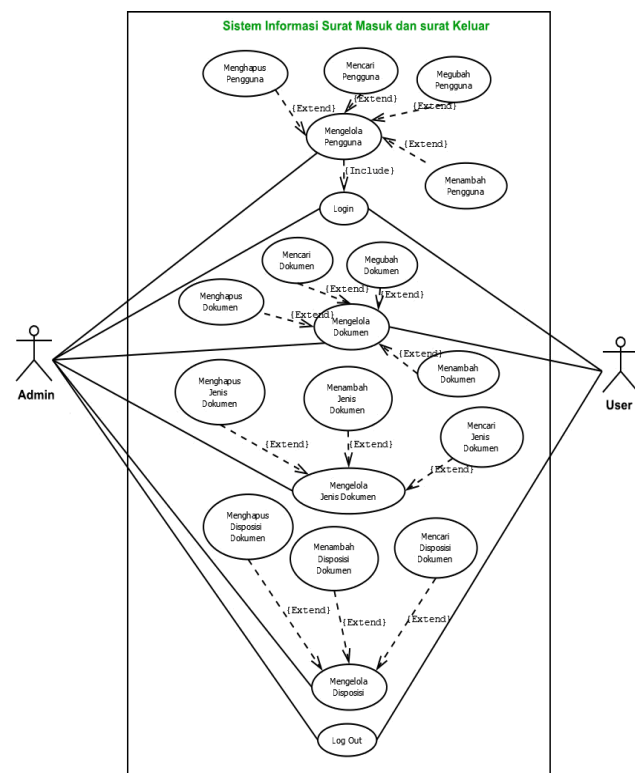 Sistem Informasi Surat Masuk dan surat Keluar
Menghapus
Pengguna
Mencari
Pengguna
Megubah
Pengguna
{Extend}
{Extend}
{Extend}
Mengelola
Pengguna
{Extend}
{Include}
Menambah
Pengguna
Login
Mencari
Dokumen
Megubah
Dokumen
{Extend}
{Extend}
Menghapus
Dokumen
{Extend}
Mengelola
Dokumen
{Extend}
Menambah
Dokumen
Admin
User
Menghapus
Jenis
Dokumen
Menambah
Jenis
Dokumen
Mencari
Jenis
Dokumen
{Extend}
{Extend}
{Extend}
Mengelola
Jenis Dokumen
Menghapus
Disposisi
Dokumen
Menambah
Disposisi
Dokumen
Mencari
Disposisi
Dokumen
{Extend}
{Extend}
{Extend}
Mengelola
Disposisi
Log Out